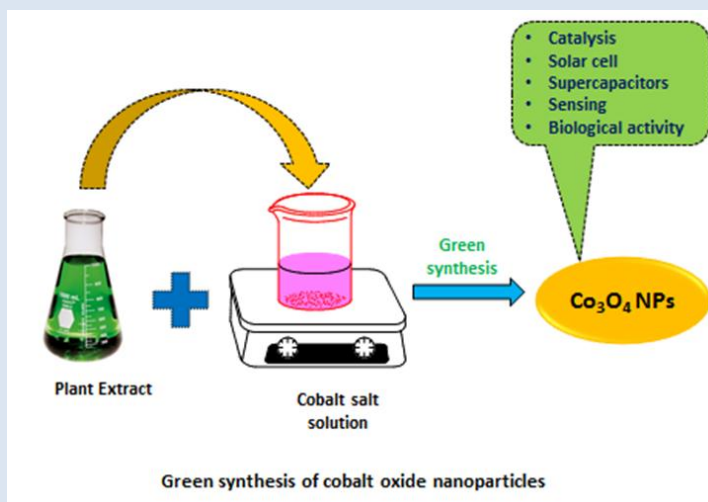 • Catalysis
• Solar cell
• Supercapacitors
• Sensing
• Biological activity
Green
synthesis
Co₃O₄ NPs
Plant Extract
Cobalt salt
solution
Green synthesis of cobalt oxide nanoparticles